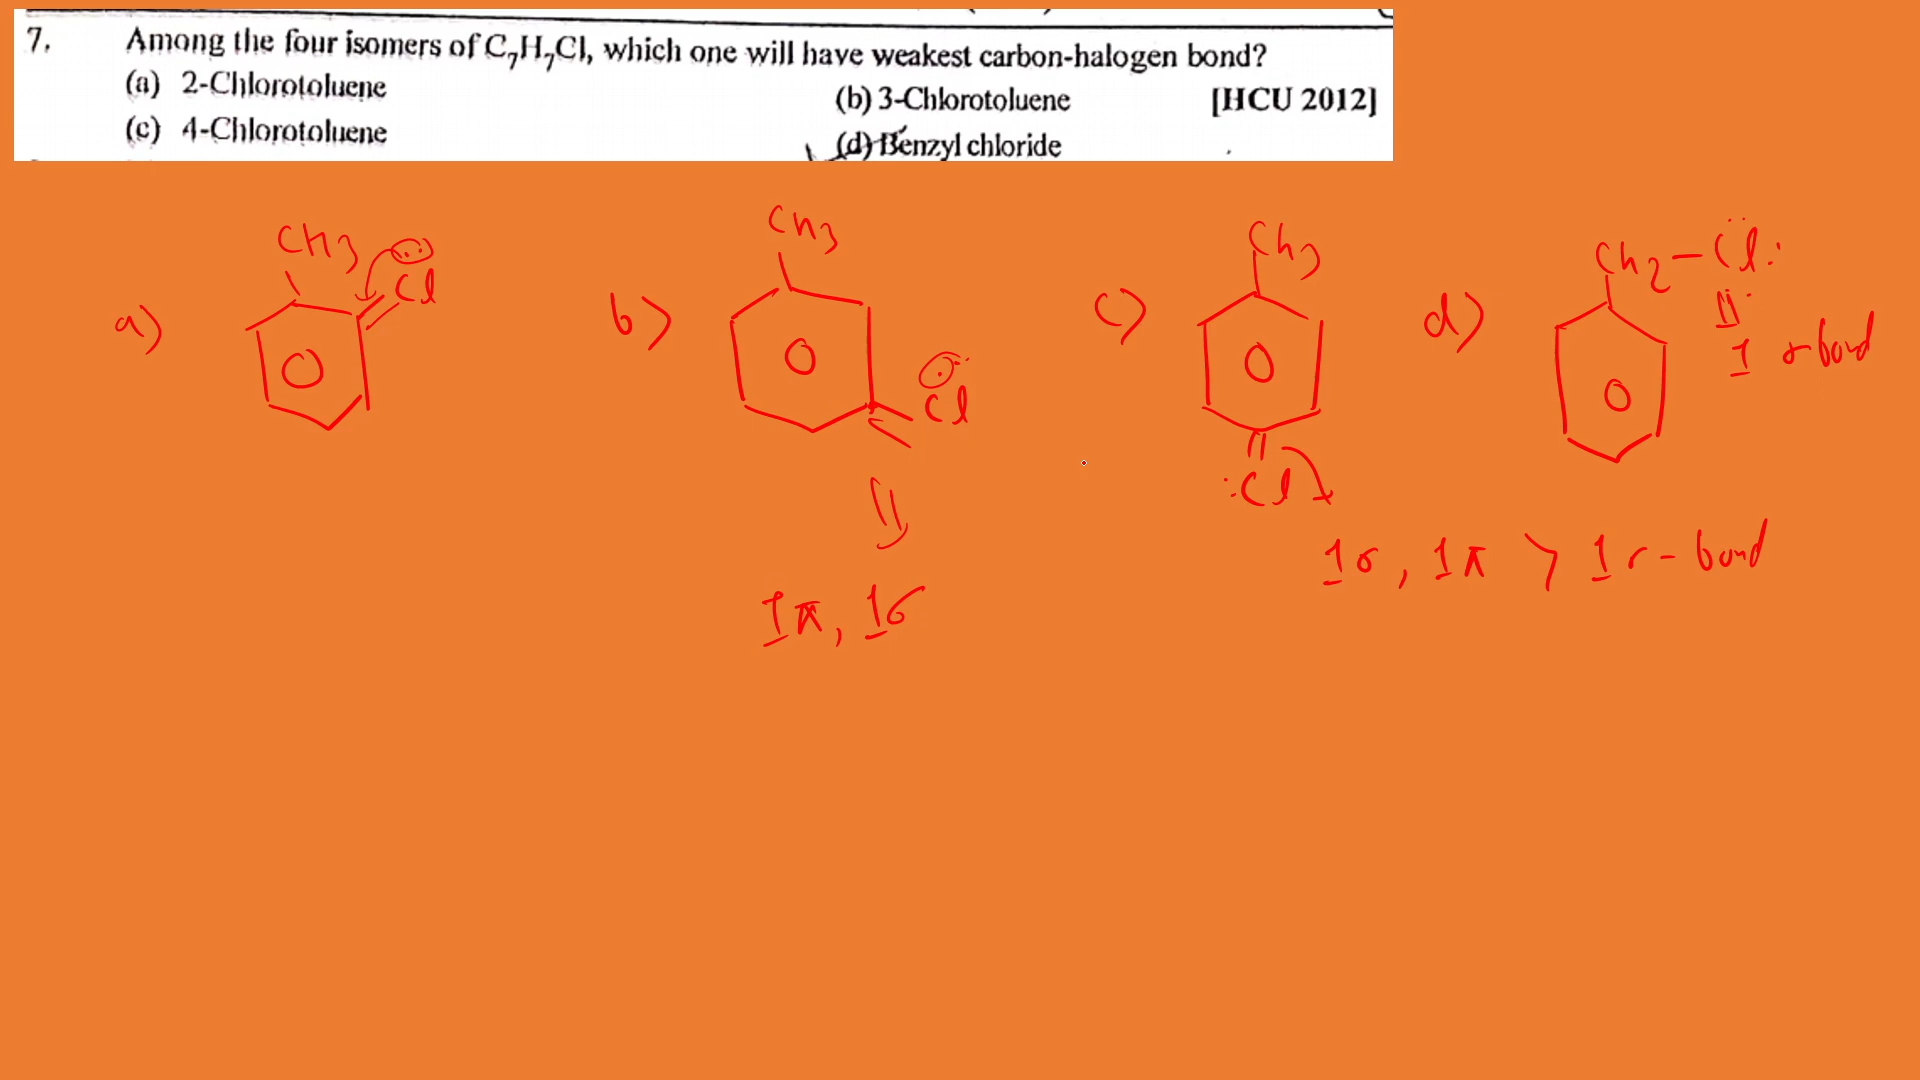 7. Among the four isomers of C₇H₇Cl, which one will have weakest carbon-halogen bond?
(a) 2-Chlorotoluene (b) 3-Chlorotoluene [HCU 2012]
(c) 4-Chlorotoluene (d) Benzyl chloride
a) CH3 Cl
b) CH3 Cl
c) CH3 :Cl
d) CH2 - Cl:
1 σ bond
1π, 1σ
1σ, 1π > 1σ - bond